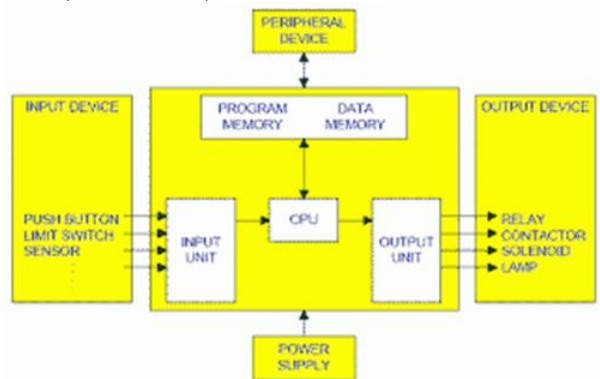 PERIPHERAL
DEVICE
INPUT DEVICE
PROGRAM
MEMORY
DATA
MEMORY
OUTPUT DEVICE
PUSH BUTTON
LIMIT SWITCH
SENSOR
INPUT
UNIT
CPU
OUTPUT
UNIT
RELAY
CONTACTOR
SOLENOID
LAMP
POWER
SUPPLY